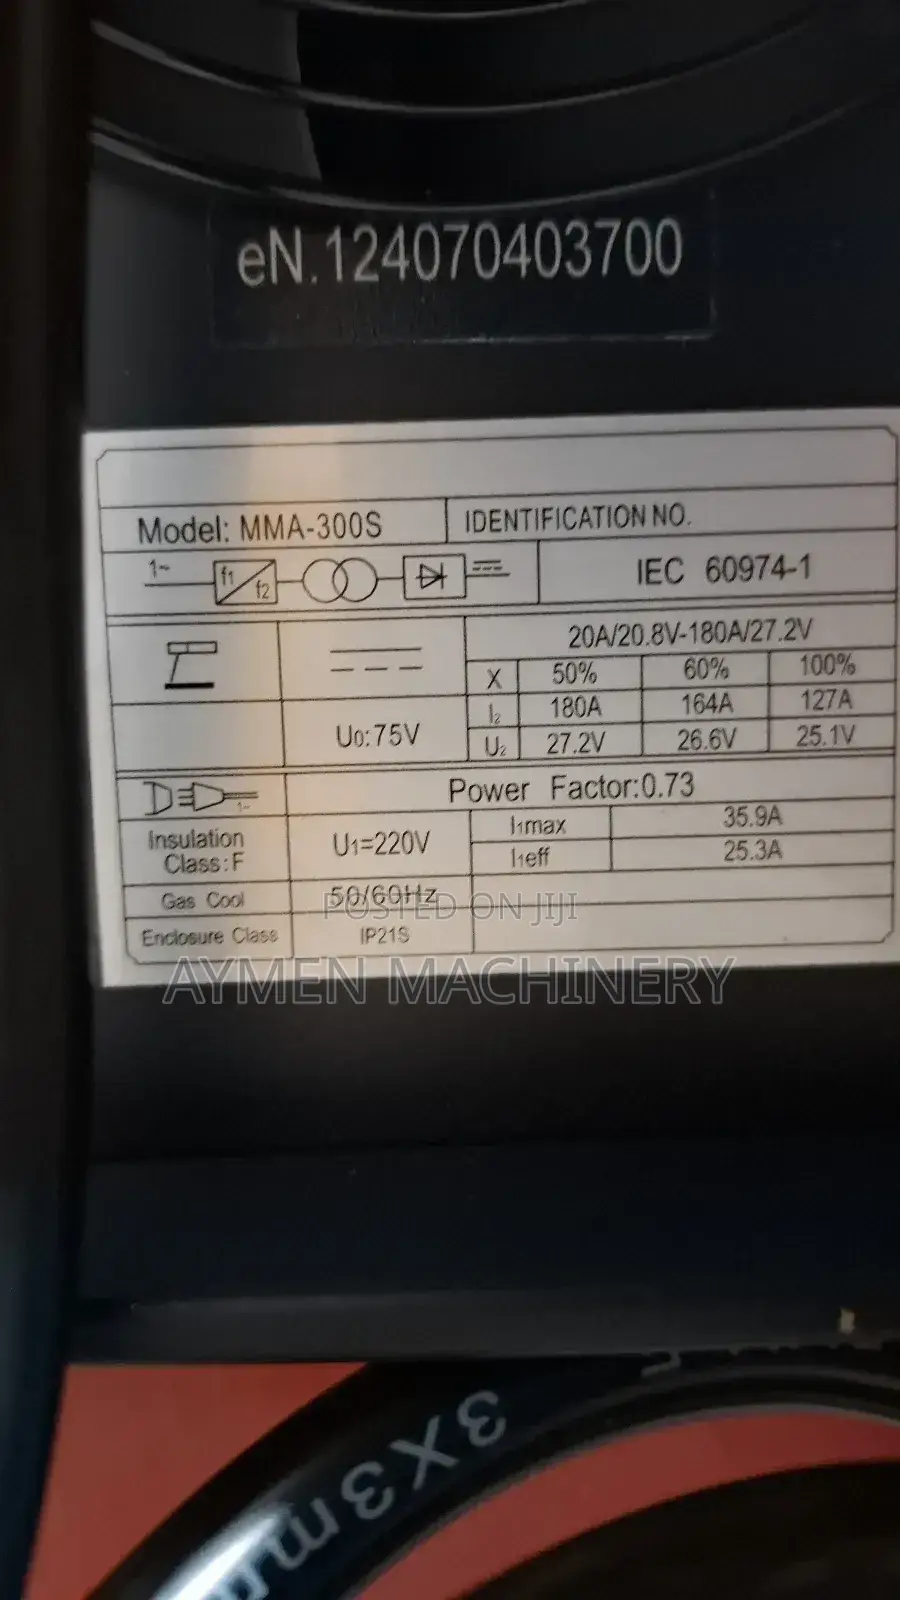 eN.124070403700
Model: MMA-300S
IDENTIFICATION NO.
1~
f1
f2
IEC 60974-1
20A/20.8V-180A/27.2V
X 50% 60% 100%
I2 180A 164A 127A
U0:75V
U2 27.2V 26.6V 25.1V
1~
Power Factor:0.73
Insulation
Class:F
U1=220V
I1max 35.9A
I1eff 25.3A
Gas Cool
50/60Hz
POSTED ON JIJI
Enclosure Class
IP21S
AYMEN MACHINERY
3X3mm